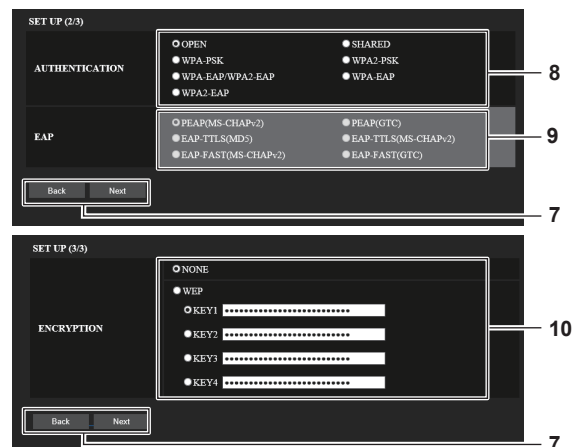 SET UP (2/3)
AUTHENTICATION
OPEN
SHARED
WPA-PSK
WPA2-PSK
WPA-EAP/WPA2-EAP
WPA-EAP
WPA2-EAP
8
EAP
PEAP(MS-CHAPv2)
PEAP(GTC)
EAP-TTLS(MD5)
EAP-TTLS(MS-CHAPv2)
EAP-FAST(MS-CHAPv2)
EAP-FAST(GTC)
9
Back Next
7
SET UP (3/3)
ENCRYPTION
NONE
WEP
KEY1 ••••••••••••••••••••••••••
KEY2 ••••••••••••••••••••••••••
KEY3 ••••••••••••••••••••••••••
KEY4 ••••••••••••••••••••••••••
10
Back Next
7